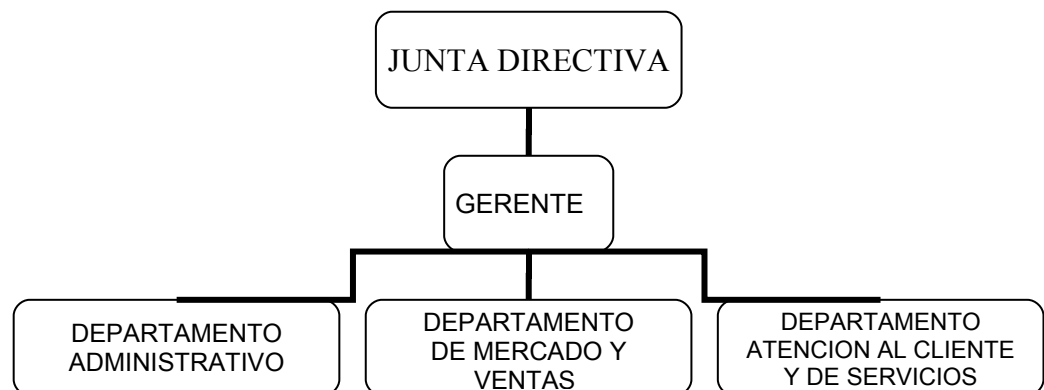 JUNTA DIRECTIVA
GERENTE
DEPARTAMENTO
ADMINISTRATIVO
DEPARTAMENTO
DE MERCADO Y
VENTAS
DEPARTAMENTO
ATENCION AL CLIENTE
Y DE SERVICIOS